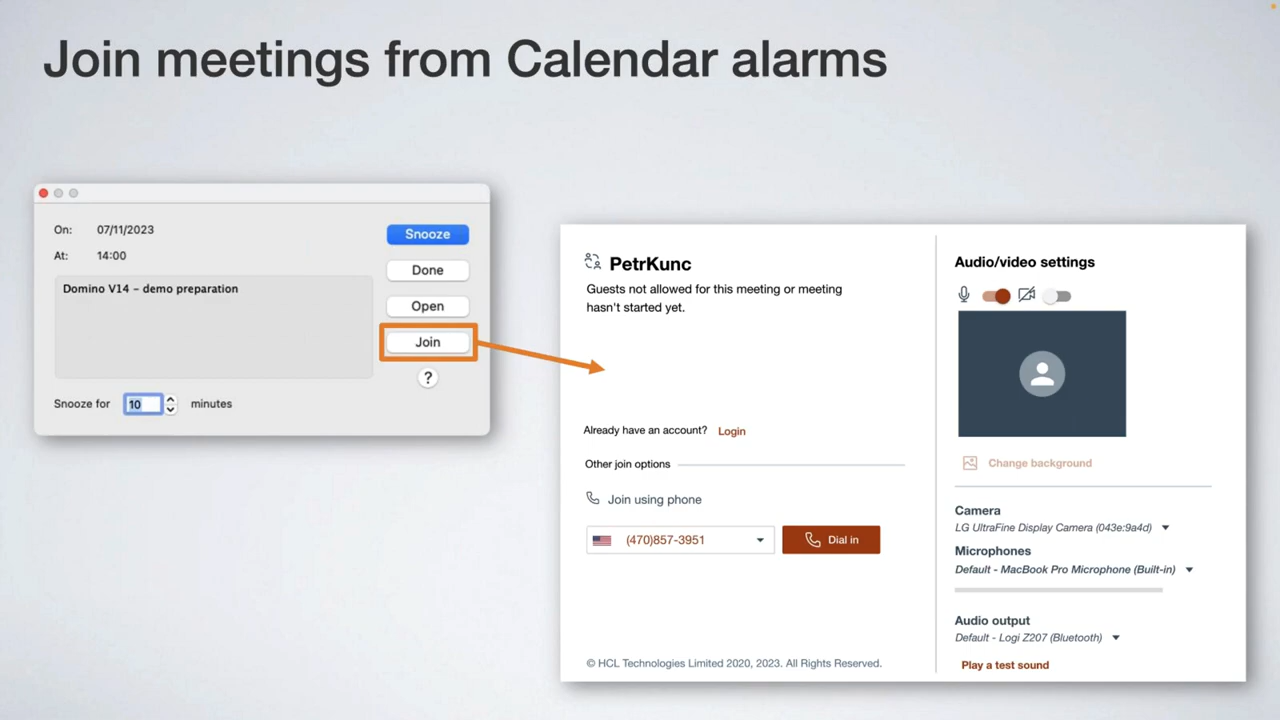 Join meetings from Calendar alarms
On: 07/11/2023
At: 14:00
Domino V14 – demo preparation
Snooze
Done
Open
Join
?
Snooze for 10 minutes
PetrKunc
Guests not allowed for this meeting or meeting
hasn't started yet.
Already have an account? Login
Other join options
Join using phone
(470)857-3951
Dial in
© HCL Technologies Limited 2020, 2023. All Rights Reserved.
Audio/video settings
Change background
Camera
LG UltraFine Display Camera (043e:9a4d)
Microphones
Default - MacBook Pro Microphone (Built-in)
Audio output
Default - Logi Z207 (Bluetooth)
Play a test sound